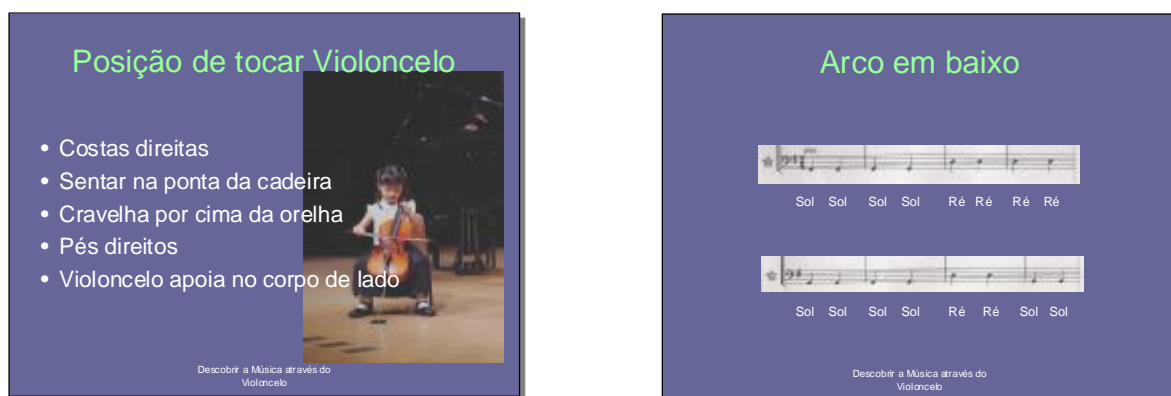 Posição de tocar Violoncelo
• Costas direitas
• Sentar na ponta da cadeira
• Cravelha por cima da orelha
• Pés direitos
• Violoncelo apoia no corpo de lado
Descobrir a Música através do
Violoncelo
Arco em baixo
Sol Sol Sol Sol Ré Ré Ré Ré
Sol Sol Sol Sol Ré Ré Sol Sol
Descobrir a Música através do
Violoncelo